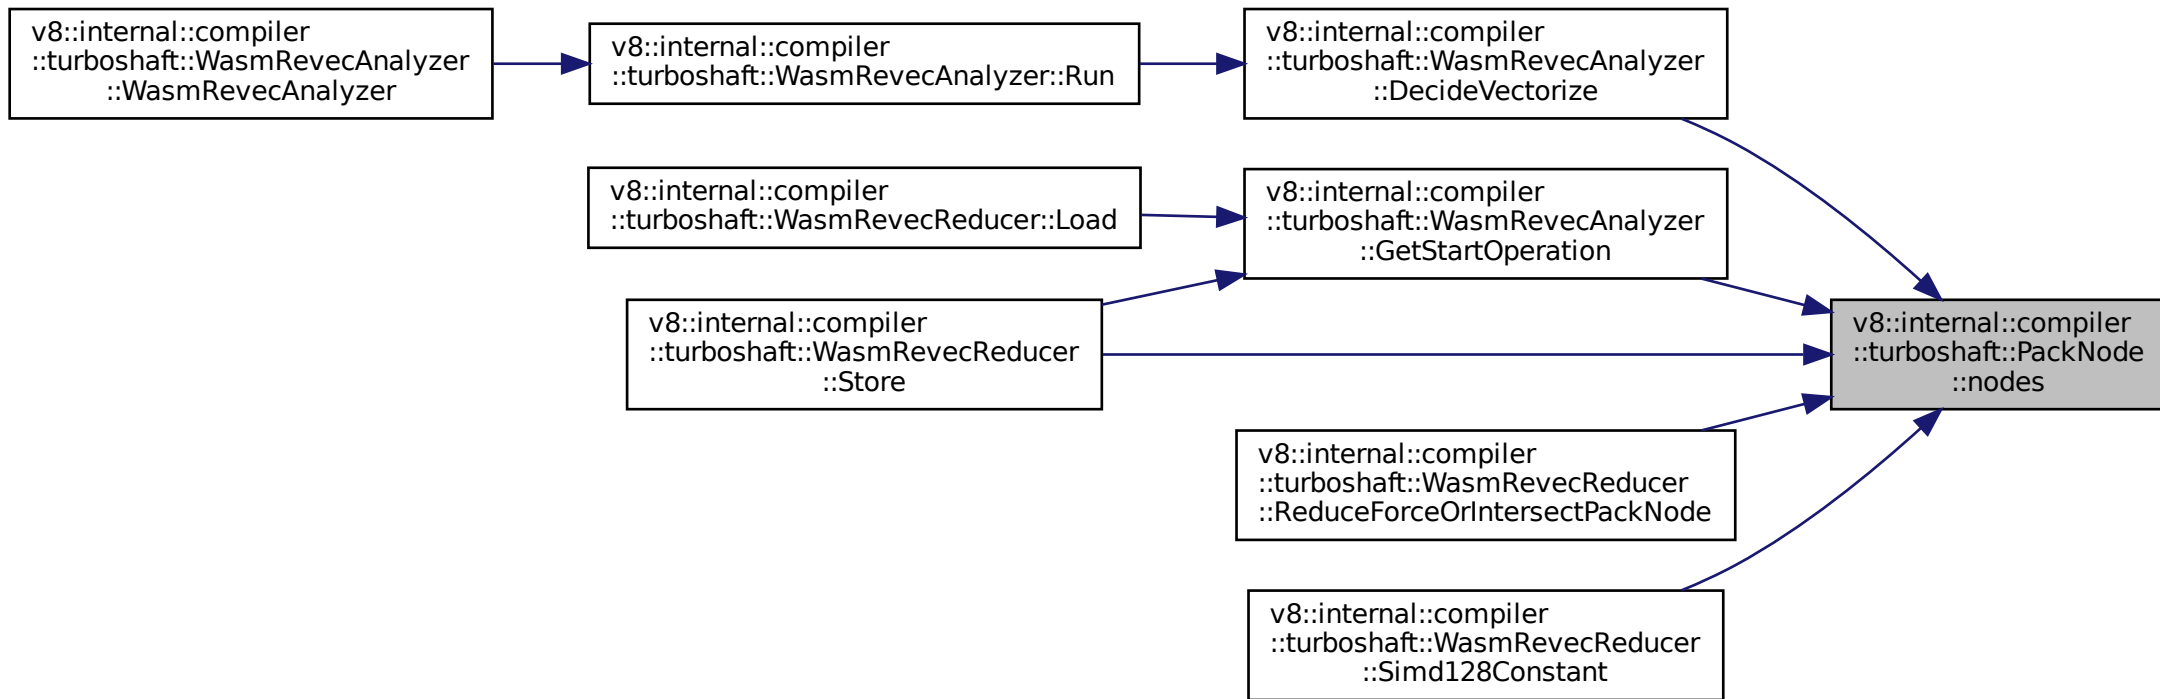 v8::internal::compiler
::turboshaft::WasmRevecAnalyzer
::WasmRevecAnalyzer
v8::internal::compiler
::turboshaft::WasmRevecAnalyzer::Run
v8::internal::compiler
::turboshaft::WasmRevecAnalyzer
::DecideVectorize
v8::internal::compiler
::turboshaft::WasmRevecReducer::Load
v8::internal::compiler
::turboshaft::WasmRevecAnalyzer
::GetStartOperation
v8::internal::compiler
::turboshaft::WasmRevecReducer
::Store
v8::internal::compiler
::turboshaft::PackNode
::nodes
v8::internal::compiler
::turboshaft::WasmRevecReducer
::ReduceForceOrIntersectPackNode
v8::internal::compiler
::turboshaft::WasmRevecReducer
::Simd128Constant